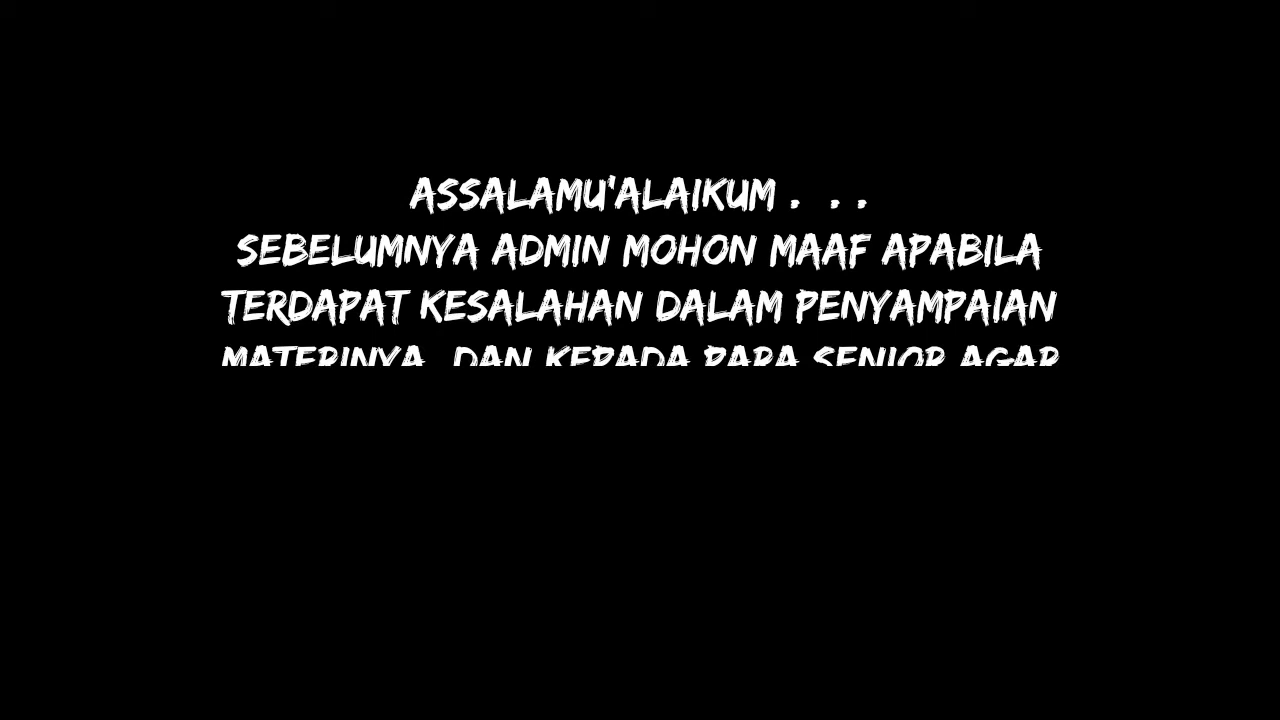 ASSALAMU'ALAIKUM . . .
SEBELUMNYA ADMIN MOHON MAAF APABILA
TERDAPAT KESALAHAN DALAM PENYAMPAIAN
MATERINYA DAN KEPADA PARA SENIOR AGAR